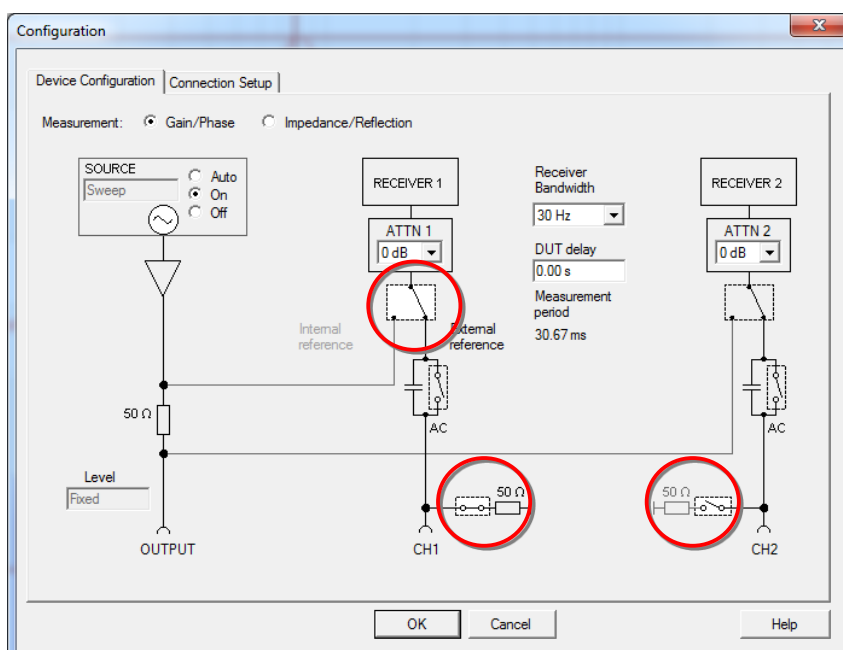 Configuration
Device Configuration
Connection Setup
Measurement:
Gain/Phase
Impedance/Reflection
SOURCE
Sweep
Auto
On
Off
RECEIVER 1
ATTN 1
0 dB
Receiver
Bandwidth
30 Hz
DUT delay
0.00 s
Measurement
period
30.67 ms
RECEIVER 2
ATTN 2
0 dB
Internal
reference
External
reference
50 Ω
AC
AC
Level
Fixed
50 Ω
50 Ω
OUTPUT
CH1
CH2
OK
Cancel
Help